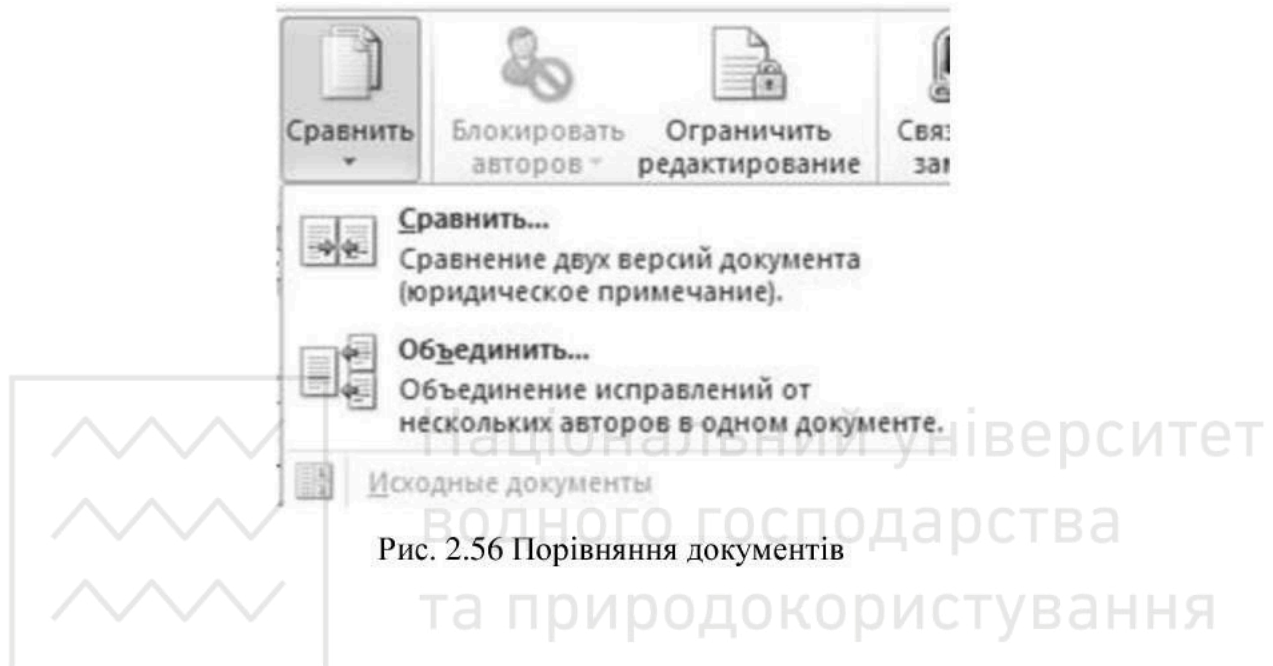 Сравнить
Блокировать
авторов
Ограничить
редактирование
Сравнить...
Сравнение двух версий документа
(юридическое примечание).
Объединить...
Объединение исправлений от
нескольких авторов в одном документе.
Исходные документы
Рис. 2.56 Порівняння документів
Національний університет
водного господарства
та природокористування